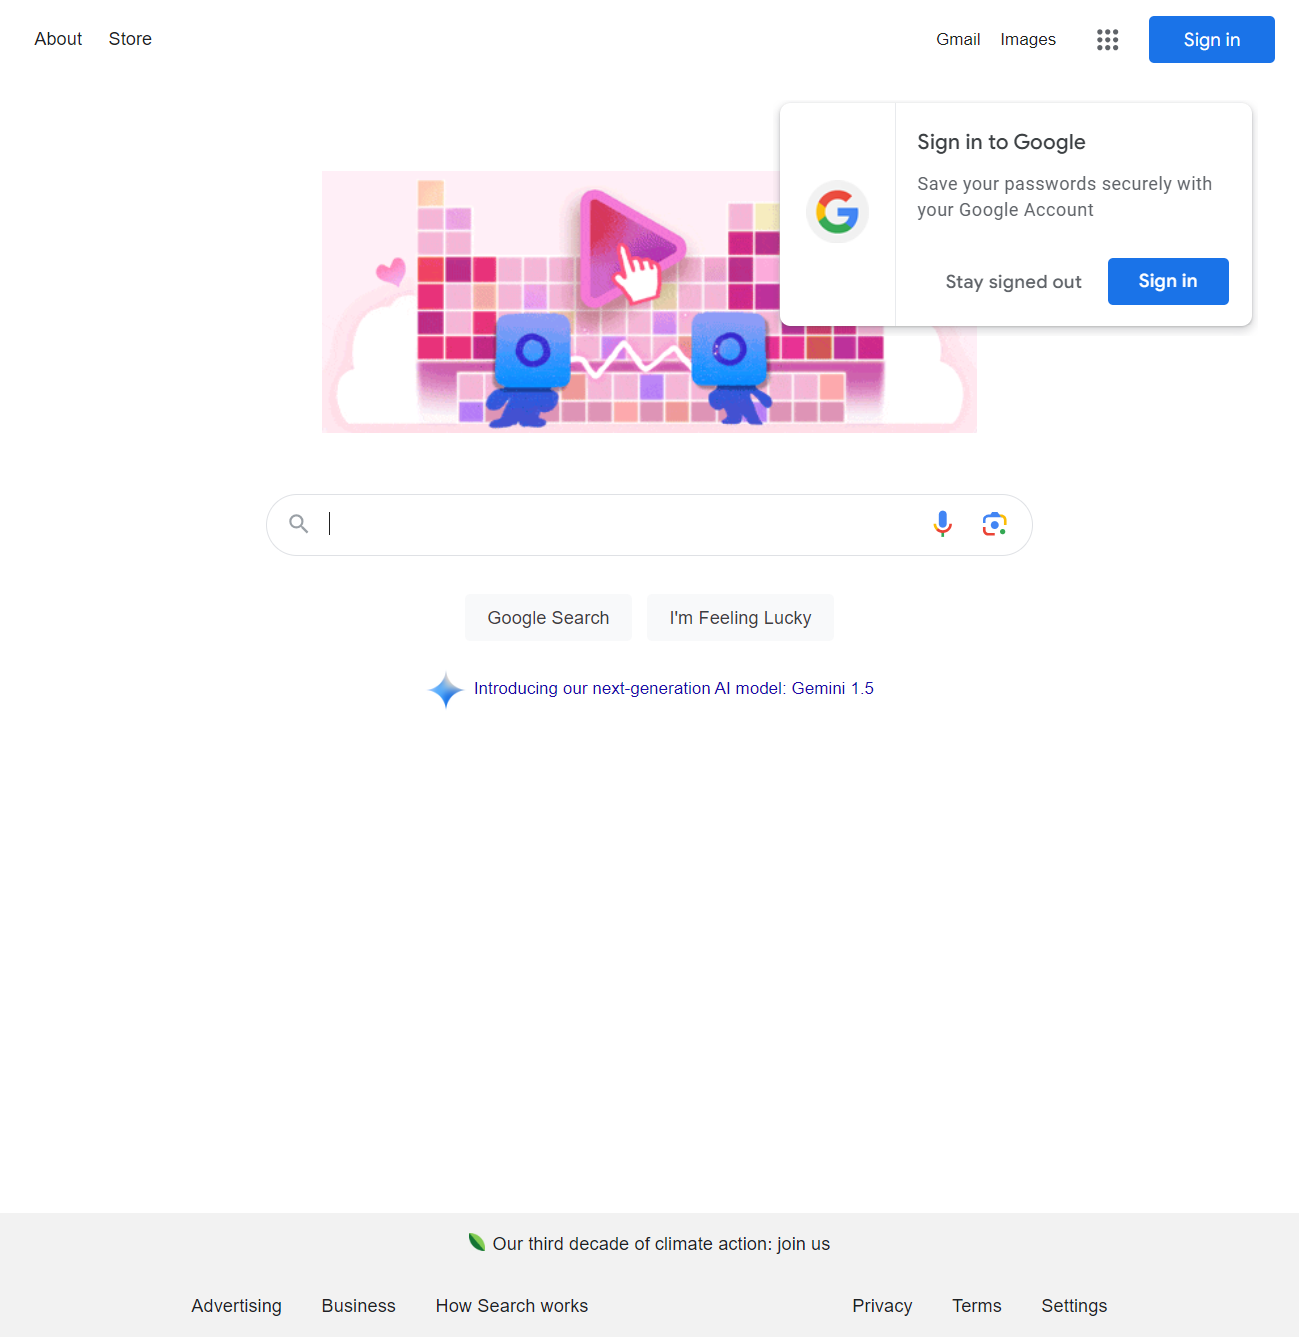 About Store Gmail Images Sign in
Sign in to Google
Save your passwords securely with
your Google Account
Stay signed out Sign in
Google Search I'm Feeling Lucky
Introducing our next-generation AI model: Gemini 1.5
Our third decade of climate action: join us
Advertising Business How Search works Privacy Terms Settings